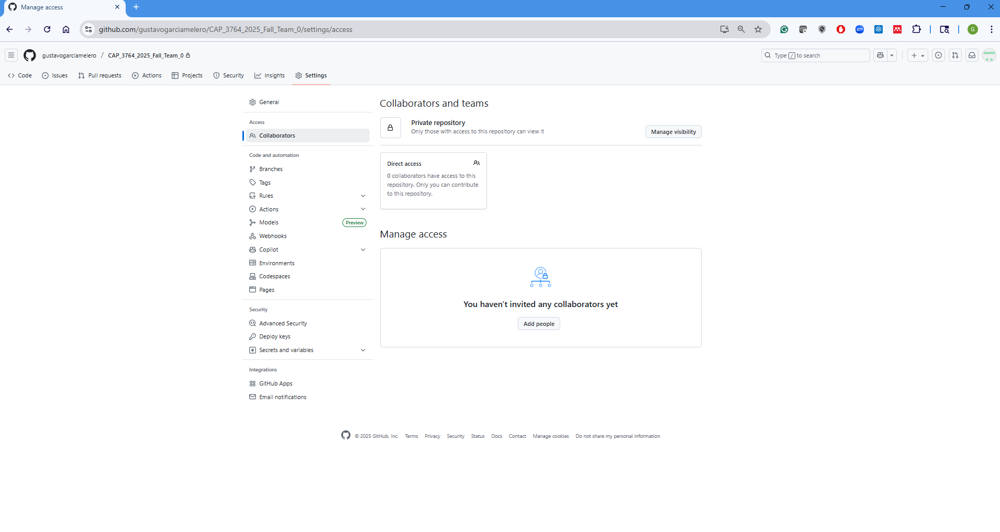 Manage access
github.com/gustavogarciamelero/CAP_3764_2025_Fall_Team_0/settings/access
zm
G
gustavogarciamelero / CAP_3764_2025_Fall_Team_0
Type / to search
Code Issues Pull requests Actions Projects Security Insights Settings
General
Access
Collaborators
Code and automation
Branches
Tags
Rules
Actions
Models Preview
Webhooks
Copilot
Environments
Codespaces
Pages
Security
Advanced Security
Deploy keys
Secrets and variables
Integrations
GitHub Apps
Email notifications
Collaborators and teams
Private repository
Only those with access to this repository can view it
Manage visibility
Direct access
0 collaborators have access to this
repository. Only you can contribute
to this repository.
Manage access
You haven't invited any collaborators yet
Add people
© 2025 GitHub, Inc. Terms Privacy Security Status Docs Contact Manage cookies Do not share my personal information